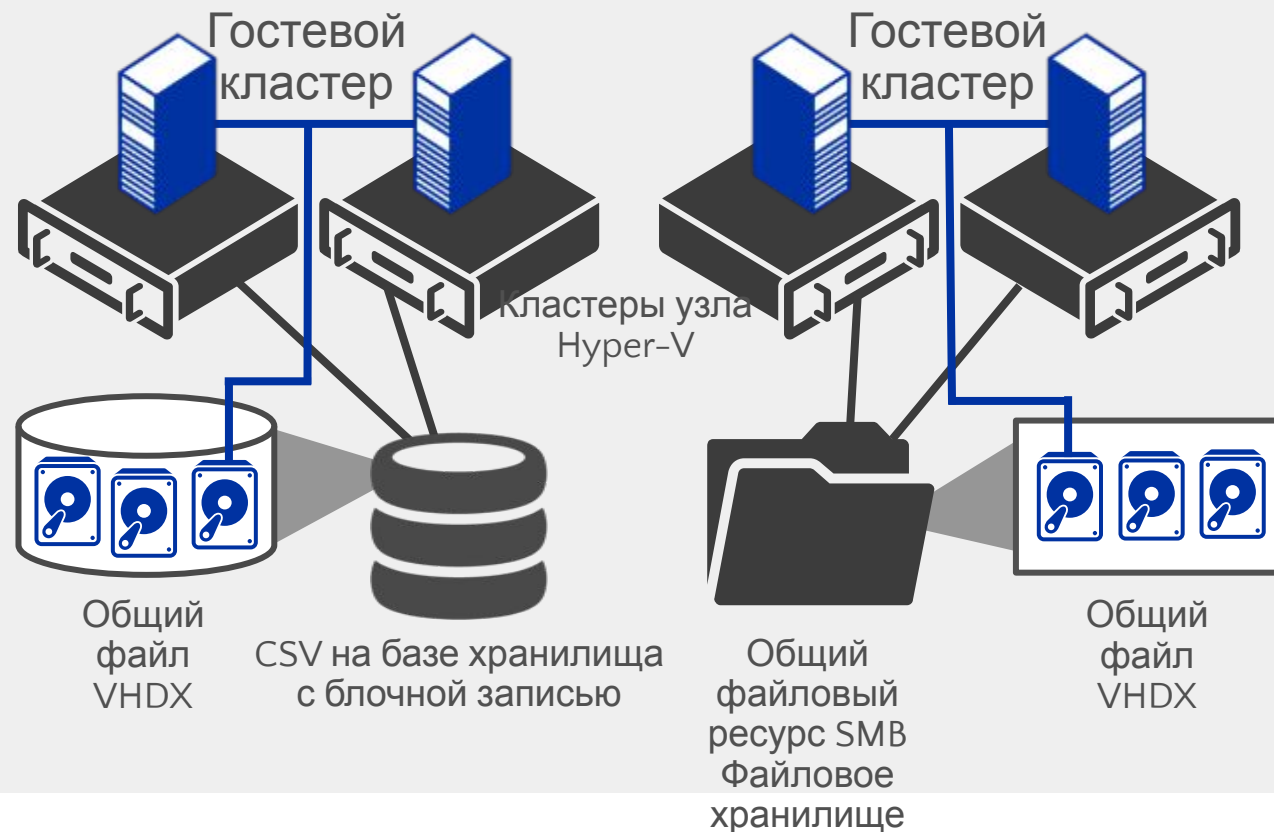 Гостевой
кластер
Гостевой
кластер
Кластеры узла
Hyper-V
Общий
файл
VHDX
CSV на базе хранилища
с блочной записью
Общий
файловый
ресурс SMB
Файловое
хранилище
Общий
файл
VHDX